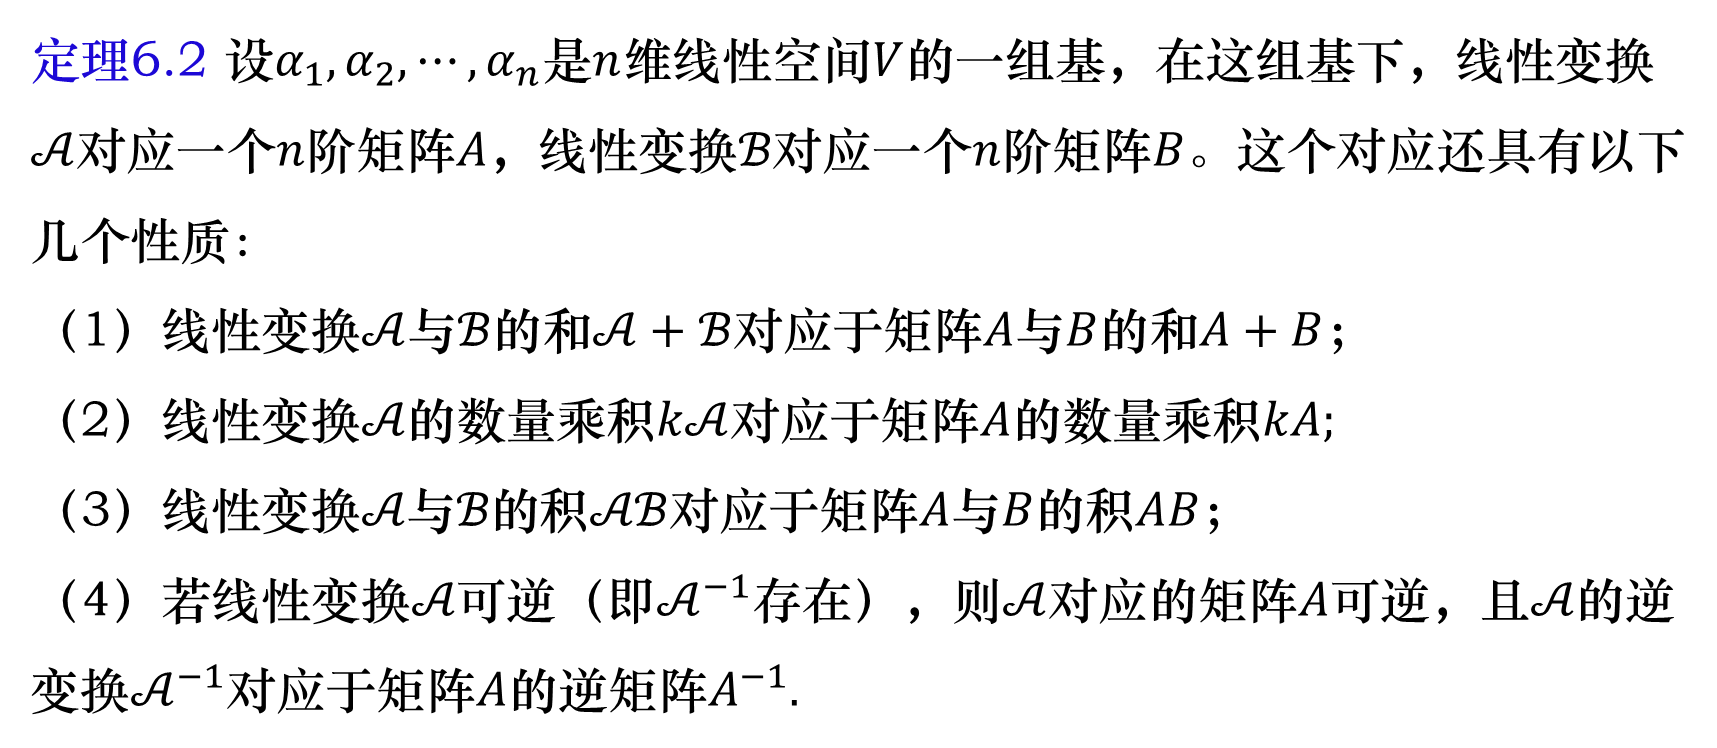 定理6.2 设α₁, α₂, ⋯, αₙ是n维线性空间V的一组基，在这组基下，线性变换
𝒜对应一个n阶矩阵A，线性变换ℬ对应一个n阶矩阵B。这个对应还具有以下
几个性质：
（1）线性变换𝒜与ℬ的和𝒜 + ℬ对应于矩阵A与B的和A + B；
（2）线性变换𝒜的数量乘积k𝒜对应于矩阵A的数量乘积kA;
（3）线性变换𝒜与ℬ的积𝒜ℬ对应于矩阵A与B的积AB；
（4）若线性变换𝒜可逆（即𝒜⁻¹存在），则𝒜对应的矩阵A可逆，且𝒜的逆
变换𝒜⁻¹对应于矩阵A的逆矩阵A⁻¹.